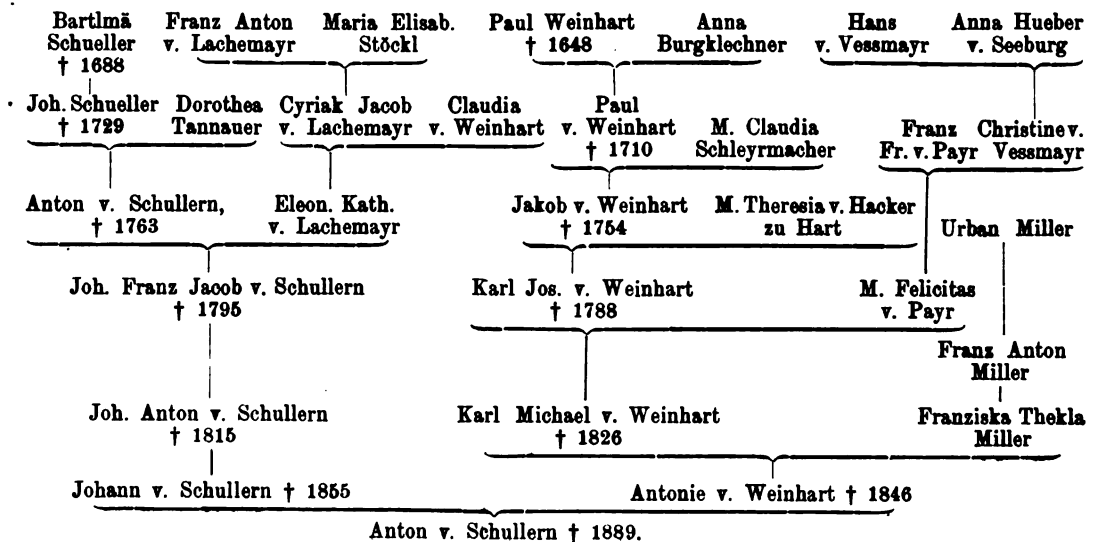 Bartlmä Franz Anton Maria Elisab. Paul Weinhart Anna Hans Anna Hueber
Schueller v. Lachemayr Stöckl † 1648 Burgklechner v. Vessmayr v. Seeburg
† 1688
Joh. Schueller Dorothea Cyriak Jacob Claudia Paul
† 1729 Tannauer v. Lachemayr v. Weinhart v. Weinhart M. Claudia Franz Christine v.
† 1710 Schleyrmacher Fr. v. Payr Vessmayr
Anton v. Schullern, Eleon. Kath. Jakob v. Weinhart M. Theresia v. Hacker
† 1763 v. Lachemayr † 1754 zu Hart Urban Miller
Joh. Franz Jacob v. Schullern Karl Jos. v. Weinhart M. Felicitas
† 1795 † 1788 v. Payr
Franz Anton
Miller
Joh. Anton v. Schullern Karl Michael v. Weinhart Franziska Thekla
† 1815 † 1826 Miller
Johann v. Schullern † 1855 Antonie v. Weinhart † 1846
Anton v. Schullern † 1889.